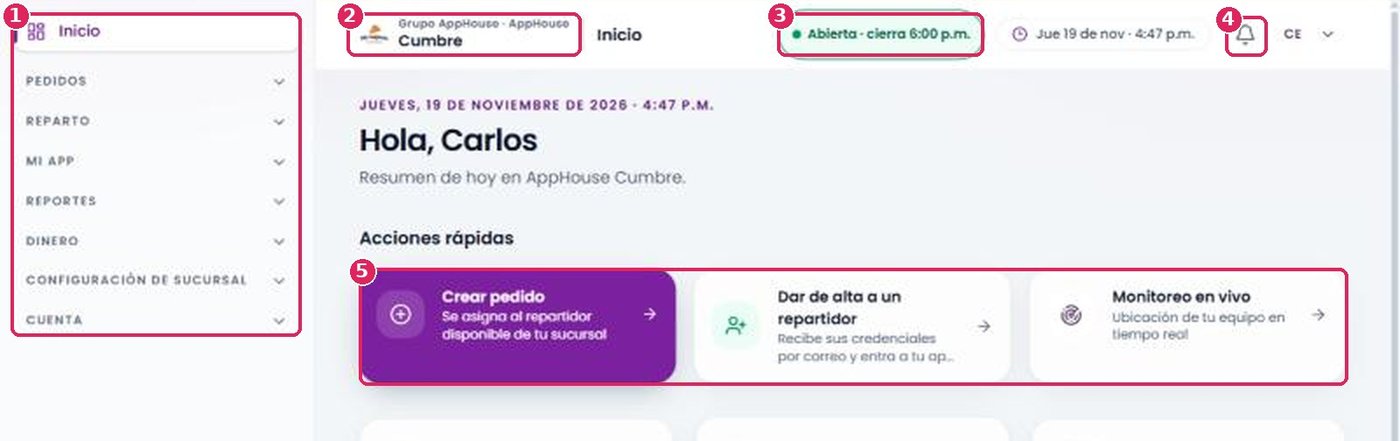 1
Inicio
PEDIDOS
REPARTO
MI APP
REPORTES
DINERO
CONFIGURACIÓN DE SUCURSAL
CUENTA
2
Grupo AppHouse · AppHouse
Cumbre
Inicio
3
Abierta · cierra 6:00 p.m.
Jue 19 de nov · 4:47 p.m.
4
CE
JUEVES, 19 DE NOVIEMBRE DE 2026 · 4:47 P.M.
Hola, Carlos
Resumen de hoy en AppHouse Cumbre.
Acciones rápidas
5
Crear pedido
Se asigna al repartidor
disponible de tu sucursal
Dar de alta a un
repartidor
Recibe sus credenciales
por correo y entra a tu ap...
Monitoreo en vivo
Ubicación de tu equipo en
tiempo real